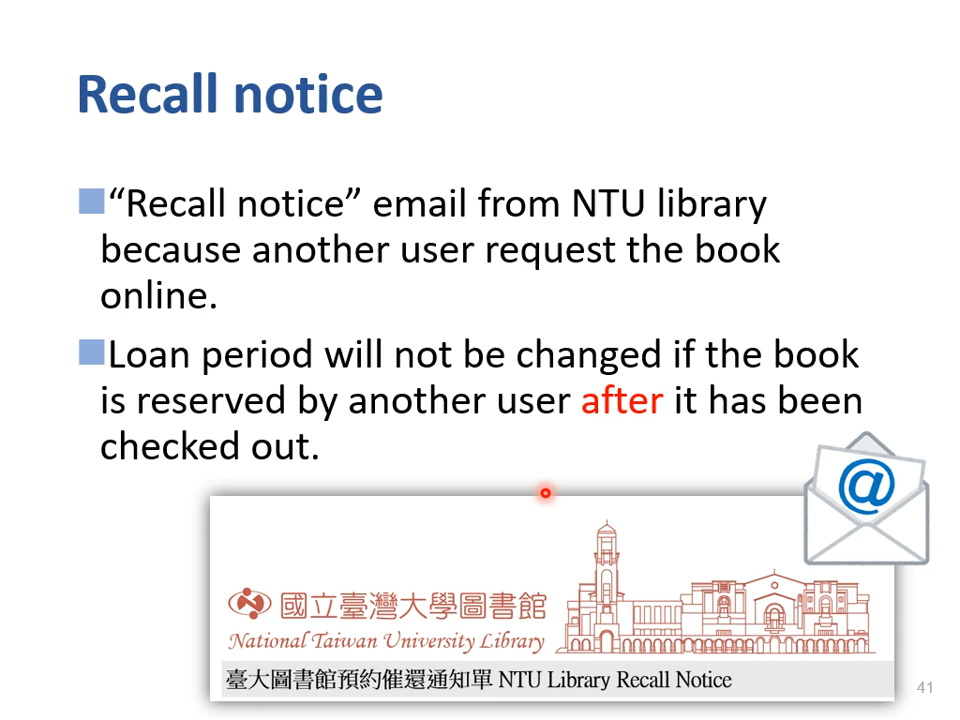 Recall notice
“Recall notice” email from NTU library
because another user request the book
online.
Loan period will not be changed if the book
is reserved by another user after it has been
checked out.
@
國立臺灣大學圖書館
National Taiwan University Library
臺大圖書館預約催還通知單 NTU Library Recall Notice
41